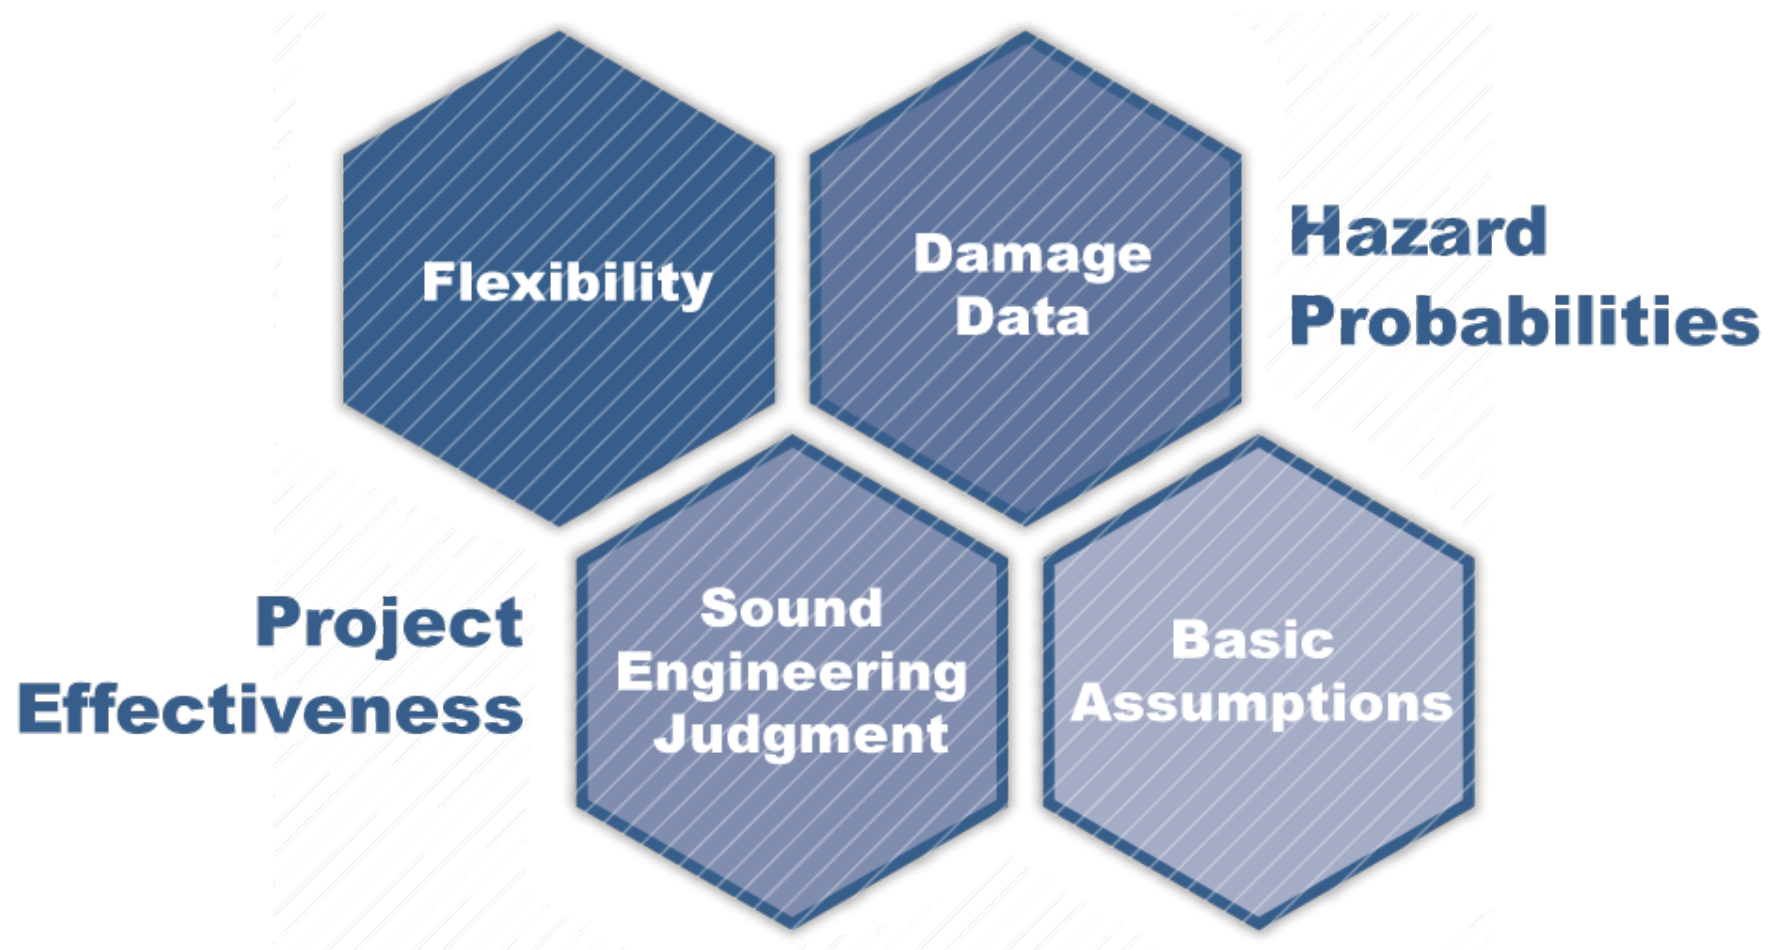 Flexibility
Damage
Data
Hazard
Probabilities
Project
Effectiveness
Sound
Engineering
Judgment
Basic
Assumptions